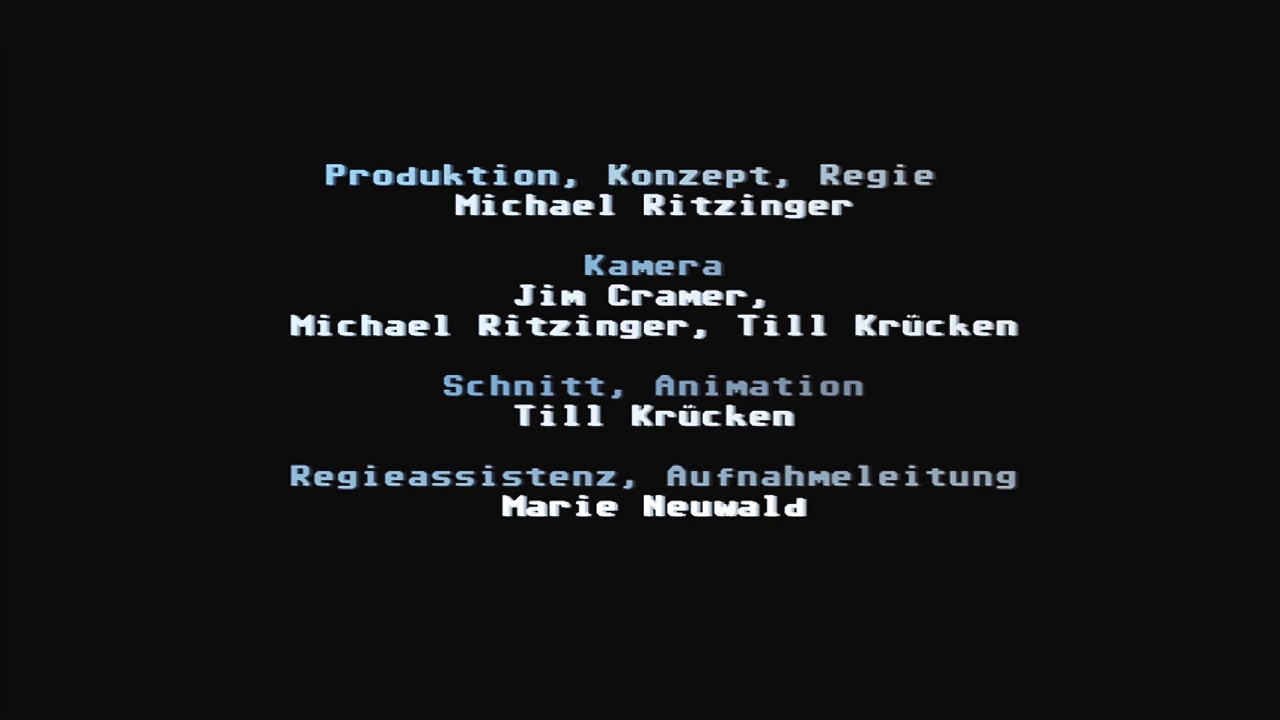 Produktion, Konzept, Regie
Michael Ritzinger
Kamera
Jim Cramer,
Michael Ritzinger, Till Krücken
Schnitt, Animation
Till Krücken
Regieassistenz, Aufnahmeleitung
Marie Neuwald